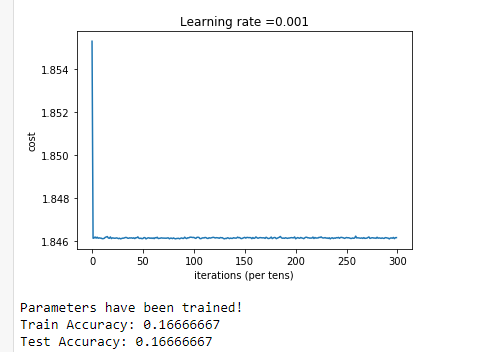 Learning rate =0.001
1.854
1.852
1.850
1.848
1.846
cost
0 50 100 150 200 250 300
iterations (per tens)
Parameters have been trained!
Train Accuracy: 0.16666667
Test Accuracy: 0.16666667